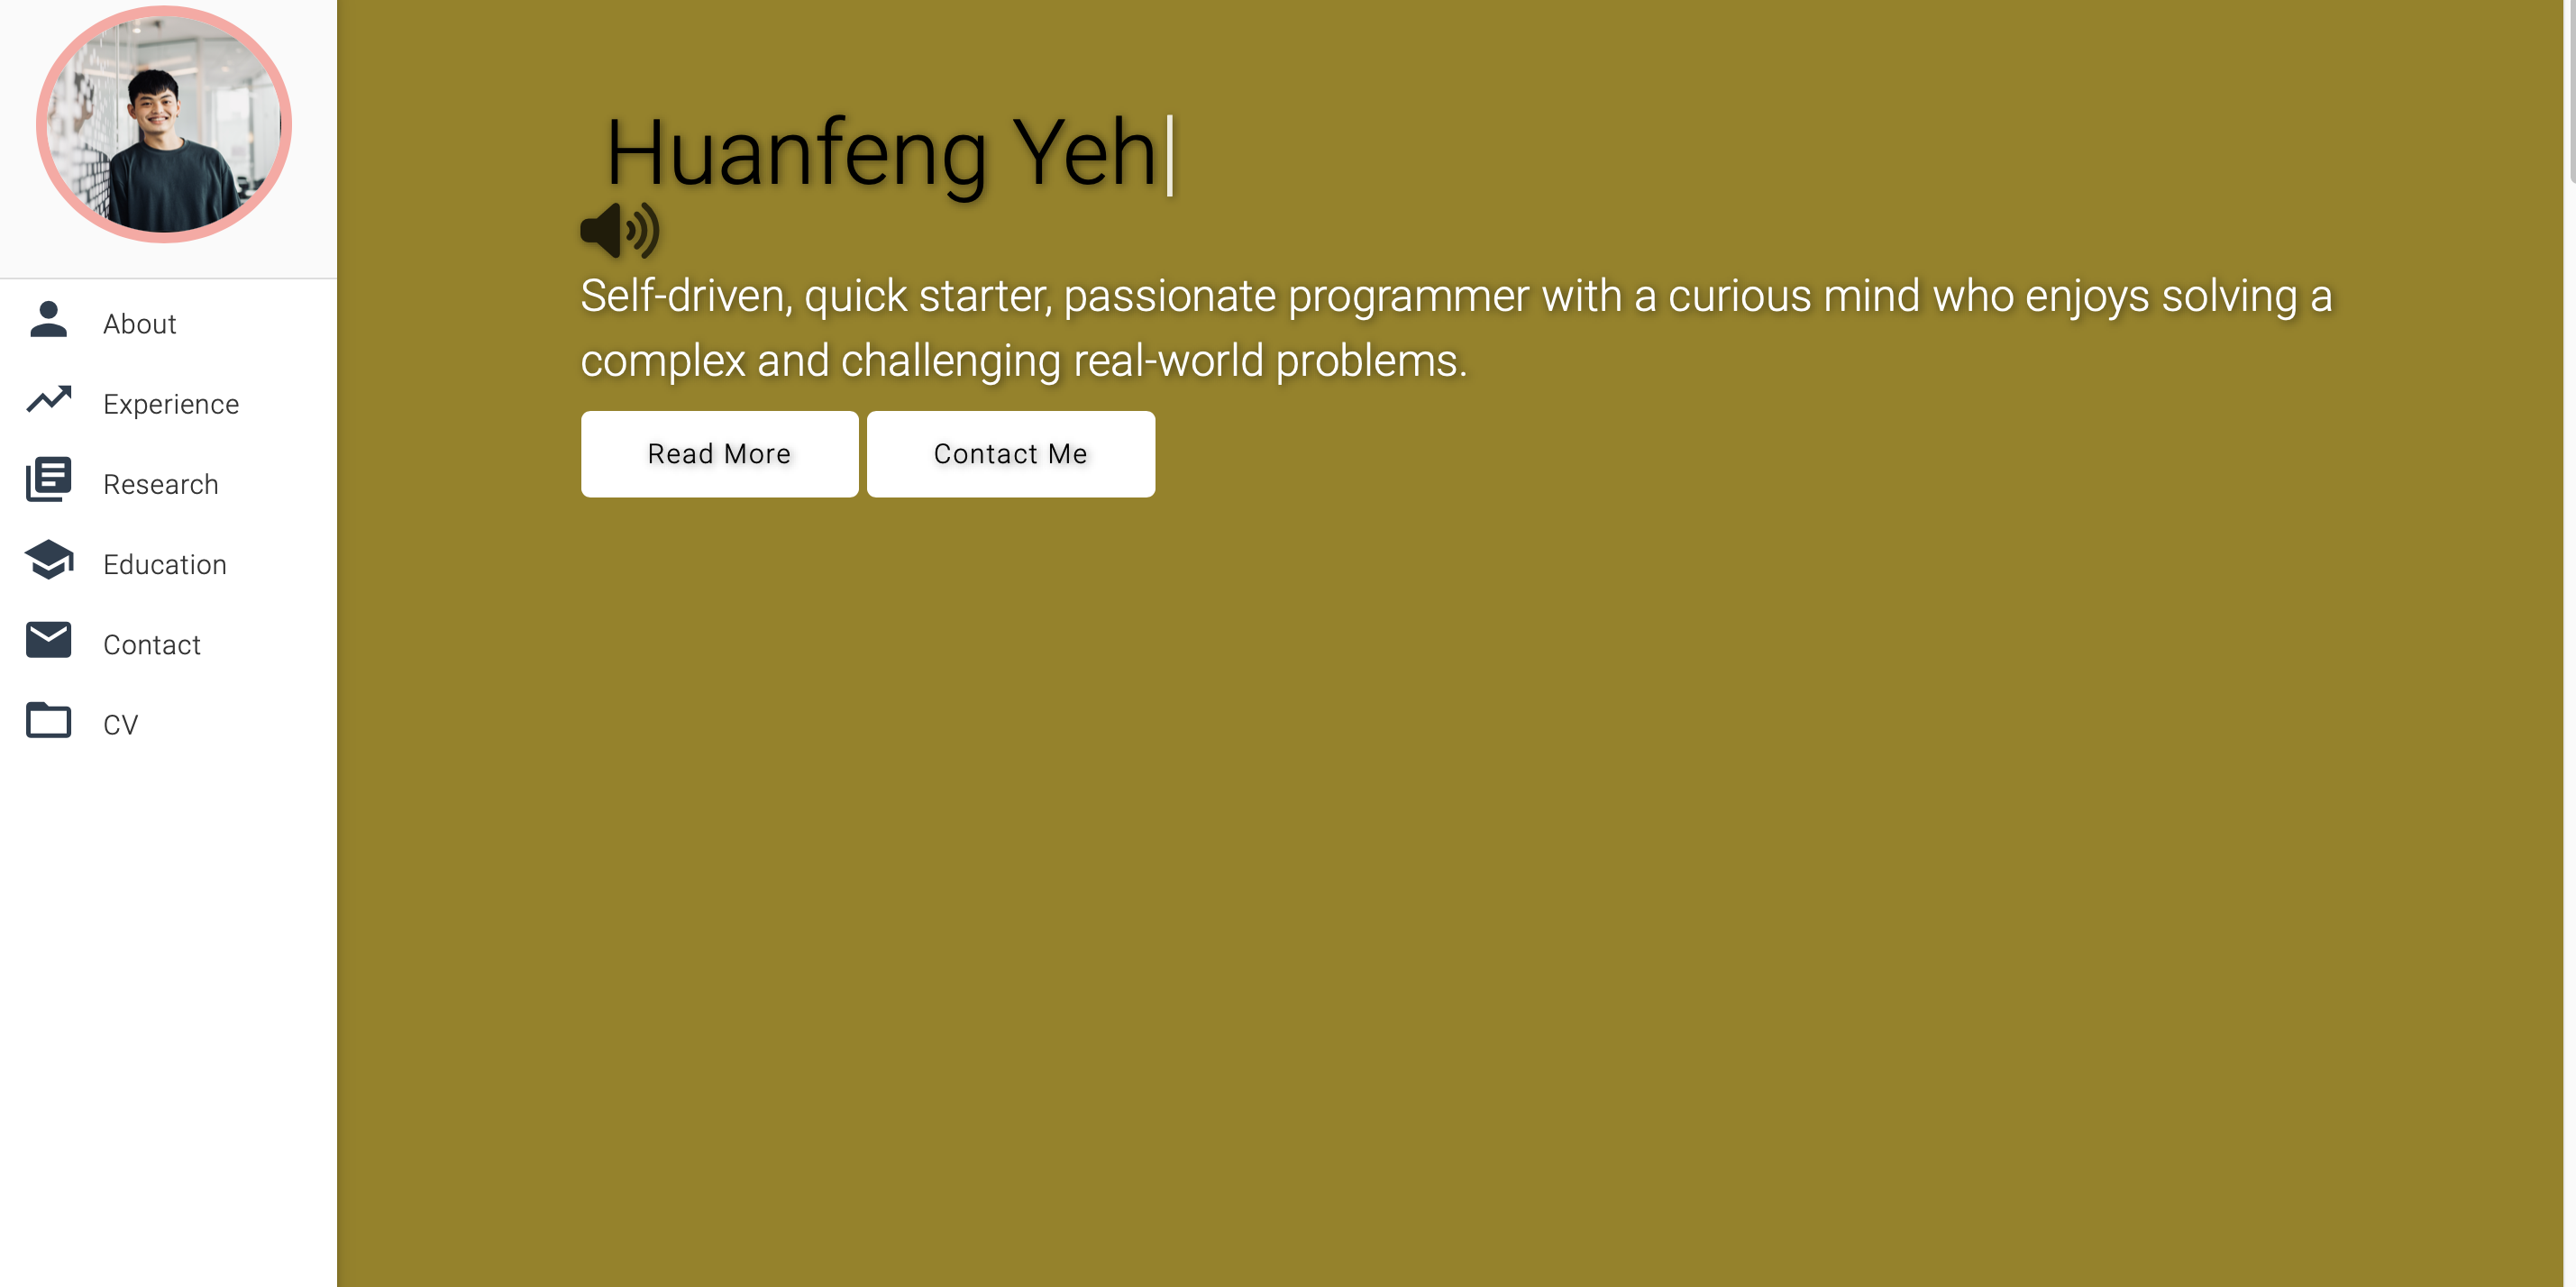 Huanfeng Yeh
Self-driven, quick starter, passionate programmer with a curious mind who enjoys solving a
complex and challenging real-world problems.
Read More
Contact Me
About
Experience
Research
Education
Contact
CV